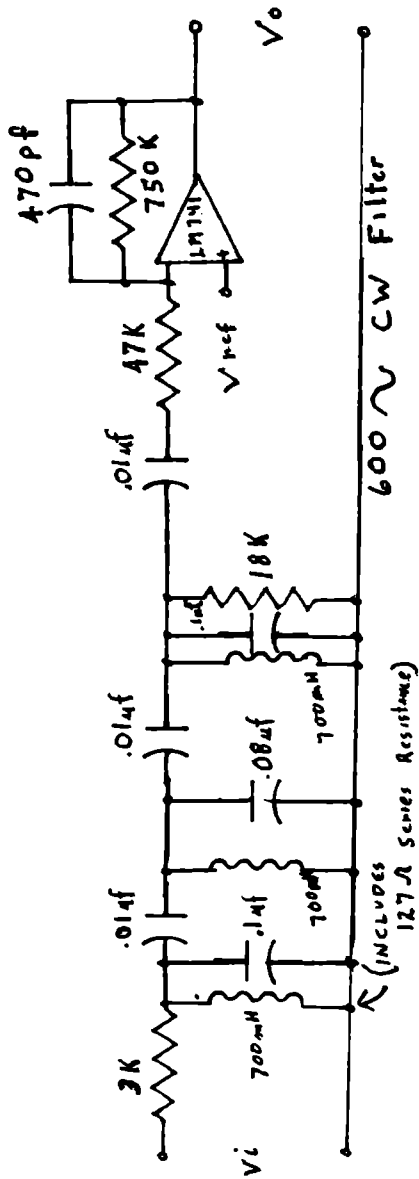 470pf
750K
LM741
47K
Vref
Vo
.01uf
.01uf
.01uf
3K
Vi
700mH
.1uf
700mH
.08uf
700mH
.1uf
18K
+
(INCLUDES
127Ω Series Resistance)
600 ~ CW Filter